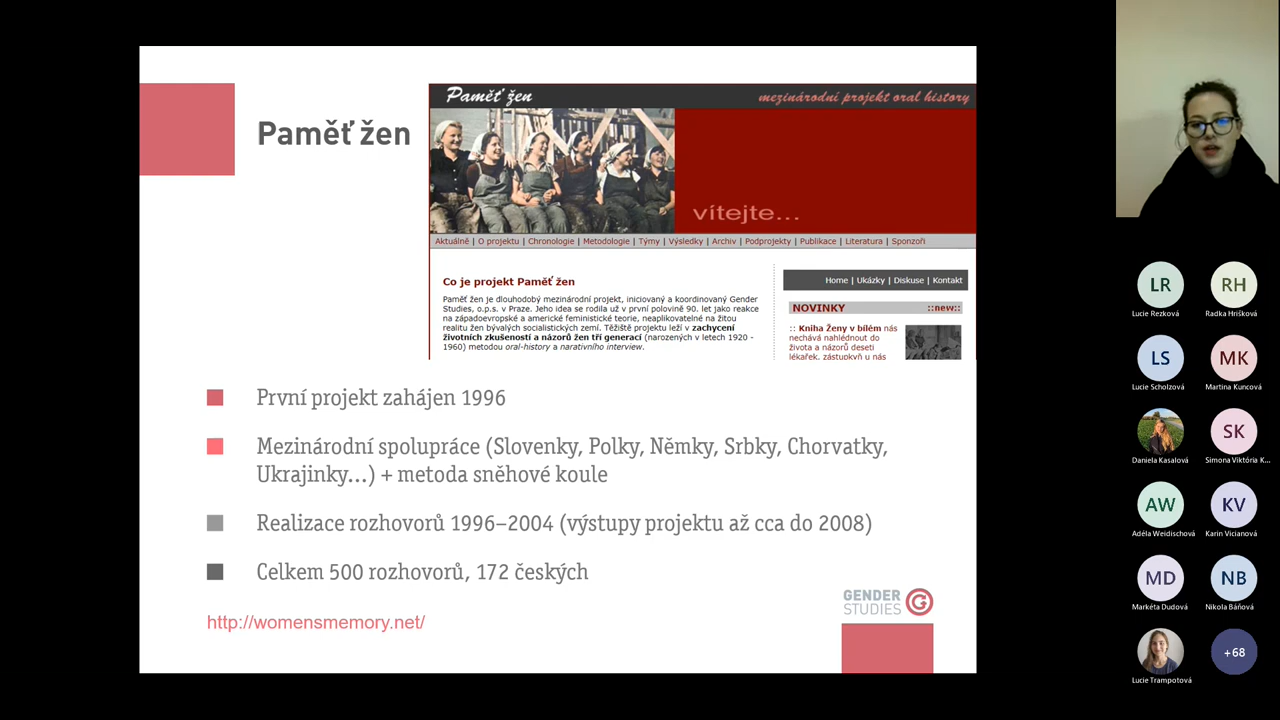 Paměť žen
Paměť žen
mezinárodní projekt oral history
vítejte...
Aktuálně | O projektu | Chronologie | Metodologie | Týmy | Výsledky | Archiv | Podprojekty | Publikace | Literatura | Sponzoři
Co je projekt Paměť žen
Paměť žen je dlouhodobý mezinárodní projekt, iniciovaný a koordinovaný Gender
Studies, o.p.s. v Praze. Jeho idea se rodila už v první polovině 90. let jako reakce
na západoevropské a americké feministické teorie, neaplikovatelné na žitou
realitu žen bývalých socialistických zemí. Těžiště projektu leží v zachycení
životních zkušeností a názorů žen tří generací (narozených v letech 1920 -
1960) metodou oral-history a narativního interview.
Home | Ukázky | Diskuse | Kontakt
NOVINKY ::new::
:: Kniha Ženy v bílém nás
nechává nahlédnout do
života a názorů deseti
lékařek, zástupkyň u nás
První projekt zahájen 1996
Mezinárodní spolupráce (Slovenky, Polky, Němky, Srbky, Chorvatky,
Ukrajinky...) + metoda sněhové koule
Realizace rozhovorů 1996–2004 (výstupy projektu až cca do 2008)
Celkem 500 rozhovorů, 172 českých
http://womensmemory.net/
GENDER
STUDIES
G
LR
Lucie Rezková
RH
Radka Hrišková
LS
Lucie Scholzová
MK
Martina Kuncová
Daniela Kasalová
SK
Simona Viktória K...
AW
Adéla Weidischová
KV
Karin Vicianová
MD
Markéta Dudová
NB
Nikola Báňová
Lucie Trampotová
+68